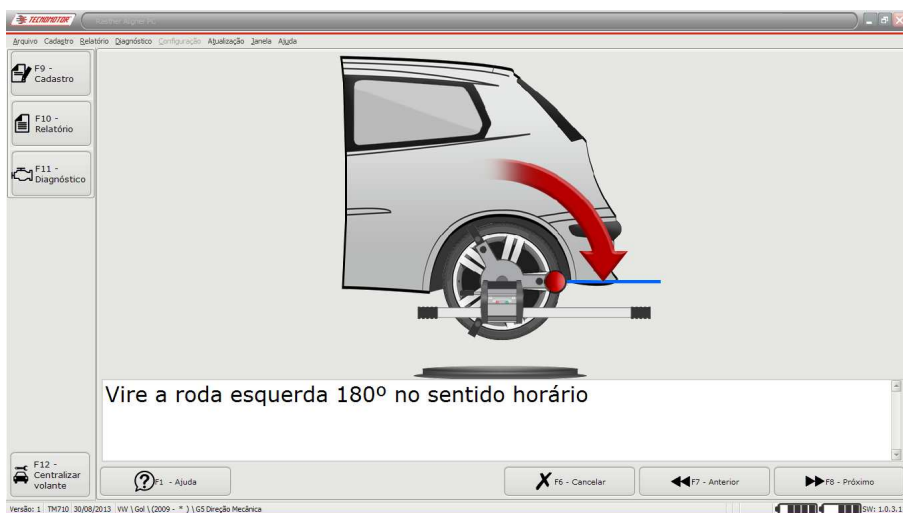 TECNOMOTOR
Arquivo Cadastro Relatório Diagnóstico Configuração Atualização Janela Ajuda
F9 -
Cadastro
F10 -
Relatório
F11 -
Diagnóstico
Vire a roda esquerda 180º no sentido horário
F12 -
Centralizar
volante
F1 - Ajuda
F6 - Cancelar
F7 - Anterior
F8 - Próximo
Versão: 1 TM710 30/08/2013 VW \ Gol \ (2009 - * ) \ G5 Direção Mecânica
SW: 1.0.3.1